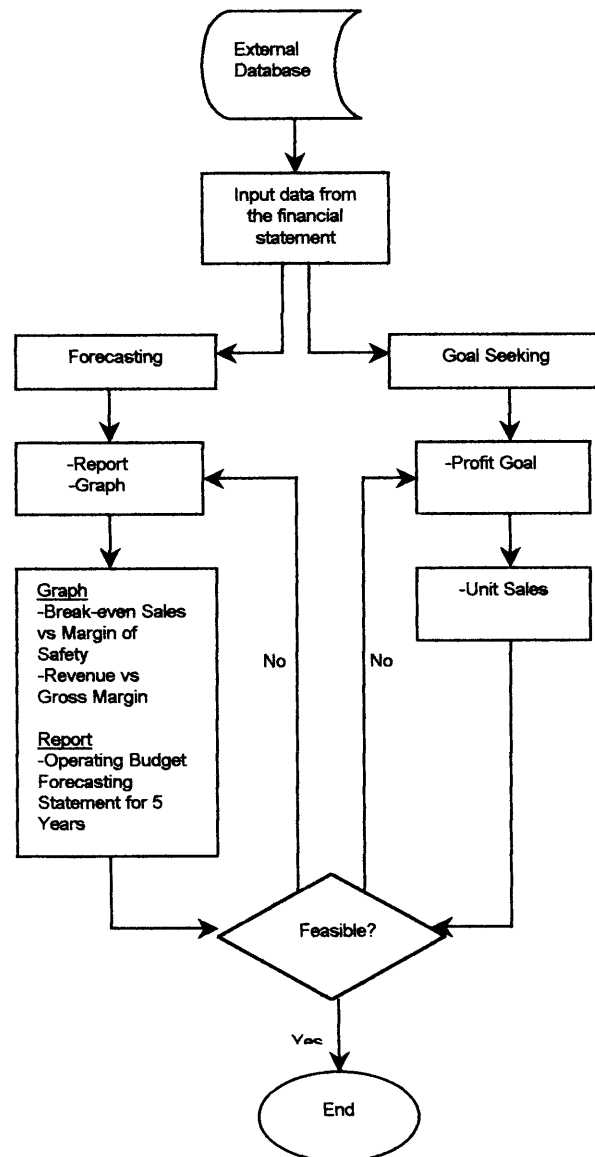 External
Database
Input data from
the financial
statement
Forecasting
Goal Seeking
-Report
-Graph
-Profit Goal
Graph
-Break-even Sales
vs Margin of
Safety
-Revenue vs
Gross Margin
Report
-Operating Budget
Forecasting
Statement for 5
Years
-Unit Sales
No
No
Feasible?
Yes
End